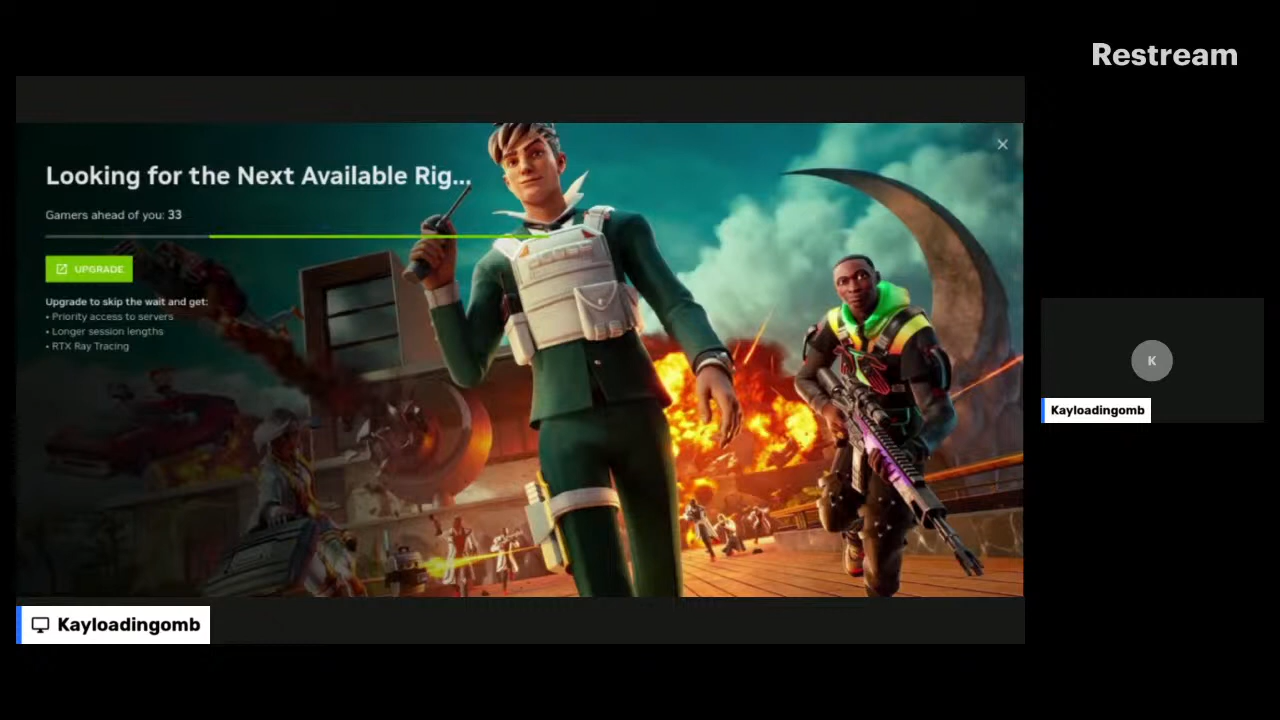 Restream
Looking for the Next Available Rig...
Gamers ahead of you: 33
UPGRADE
Upgrade to skip the wait and get:
• Priority access to servers
• Longer session lengths
• RTX Ray Tracing
K
Kayloadingomb
Kayloadingomb